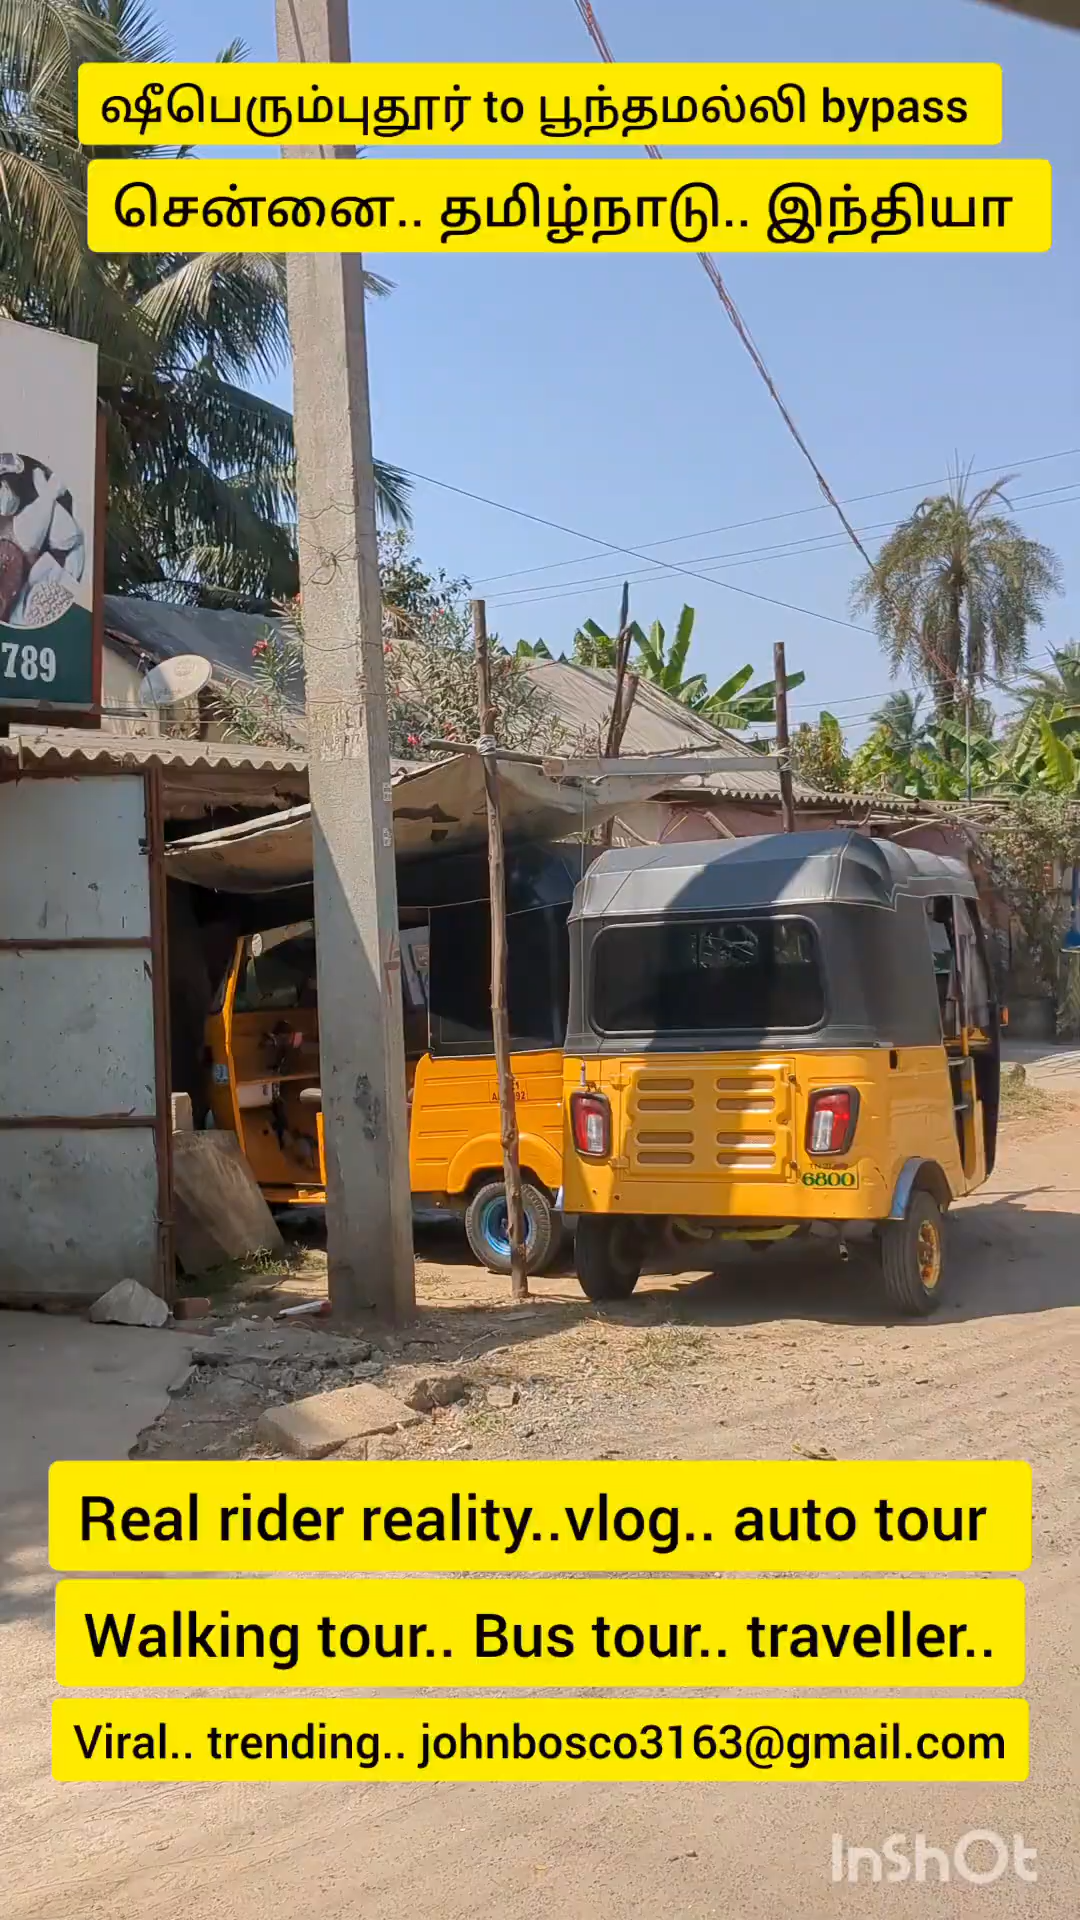 ஷீபெரும்புதூர் to பூந்தமல்லி bypass
சென்னை.. தமிழ்நாடு.. இந்தியா
789
6800
Real rider reality..vlog.. auto tour
Walking tour.. Bus tour.. traveller..
Viral.. trending.. johnbosco3163@gmail.com
InShOt